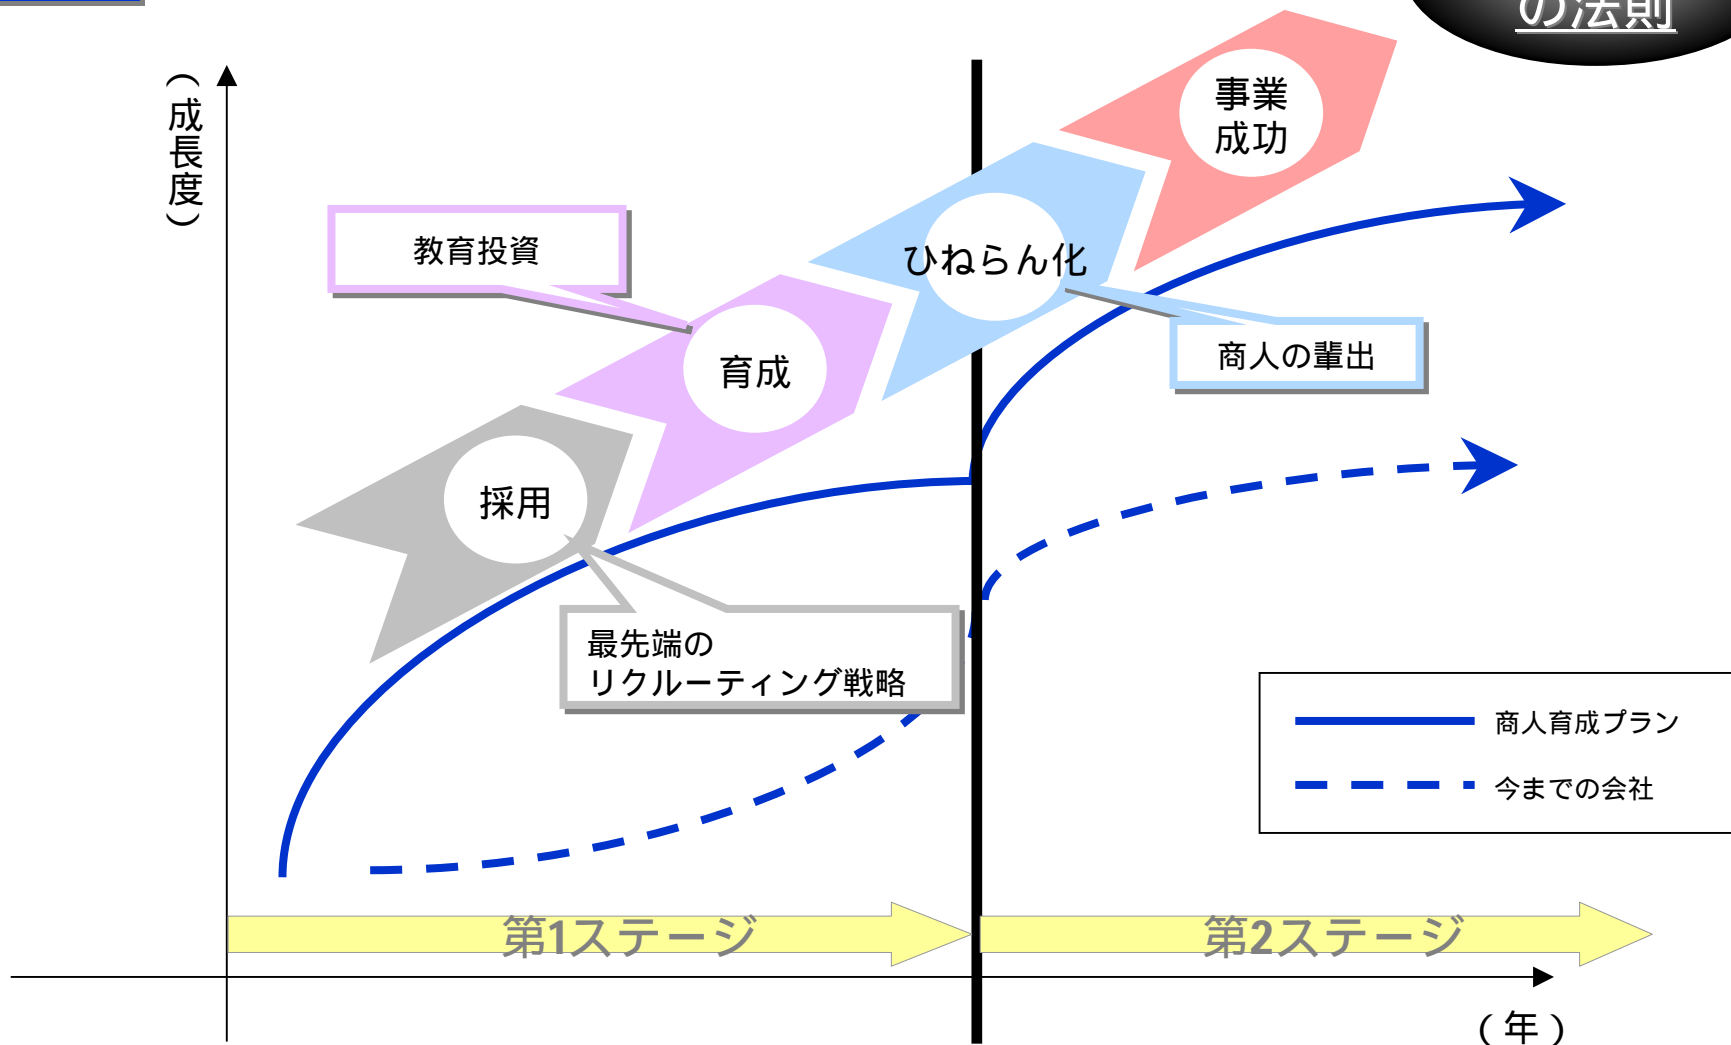 の法則
（成長度）
事業
成功
教育投資
ひねらん化
商人の輩出
育成
採用
最先端の
リクルーティング戦略
商人育成プラン
今までの会社
第1ステージ
第2ステージ
（年）